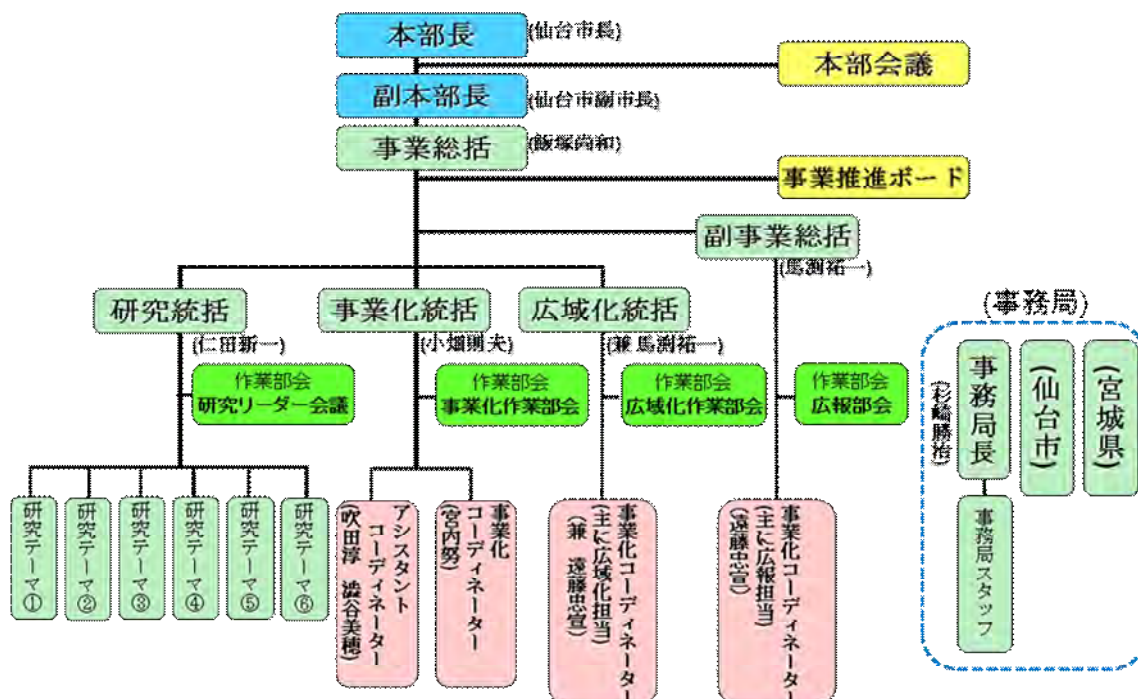 本部長
(仙台市長)
本部会議
副本部長
(仙台市副市長)
事業総括
(飯塚尚和)
事業推進ボード
副事業総括
(馬渕祐一)
研究統括
(仁田新一)
事業化統括
(小畑則夫)
広域化統括
(兼 馬渕祐一)
作業部会
研究リーダー会議
作業部会
事業化作業部会
作業部会
広域化作業部会
作業部会
広報部会
研究テーマ①
研究テーマ②
研究テーマ③
研究テーマ④
研究テーマ⑤
研究テーマ⑥
アシスタント
コーディネーター
(吹田淳 澁谷美穂)
事業化
コーディネーター
(宮内努)
事業化コーディネーター
(主に広域化担当)
(兼 遠藤忠宣)
事業化コーディネーター
(主に広報担当)
(遠藤忠宣)
(事務局)
事務局長
(杉崎勝治)
(仙台市)
(宮城県)
事務局スタッフ